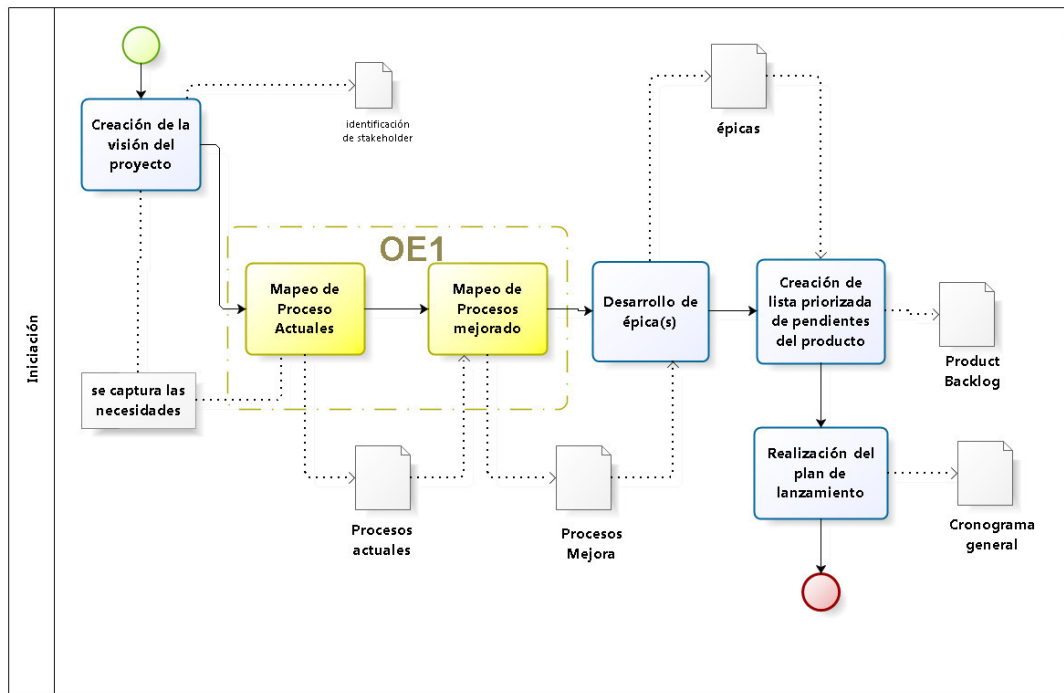 Iniciación
Creación de la
visión del
proyecto
identificación
de stakeholder
épicas
OE1
Mapeo de
Proceso
Actuales
Mapeo de
Procesos
mejorado
Desarrollo de
épica(s)
Creación de
lista priorizada
de pendientes
del producto
Product
Backlog
se captura las
necesidades
Procesos
actuales
Procesos
Mejora
Realización del
plan de
lanzamiento
Cronograma
general